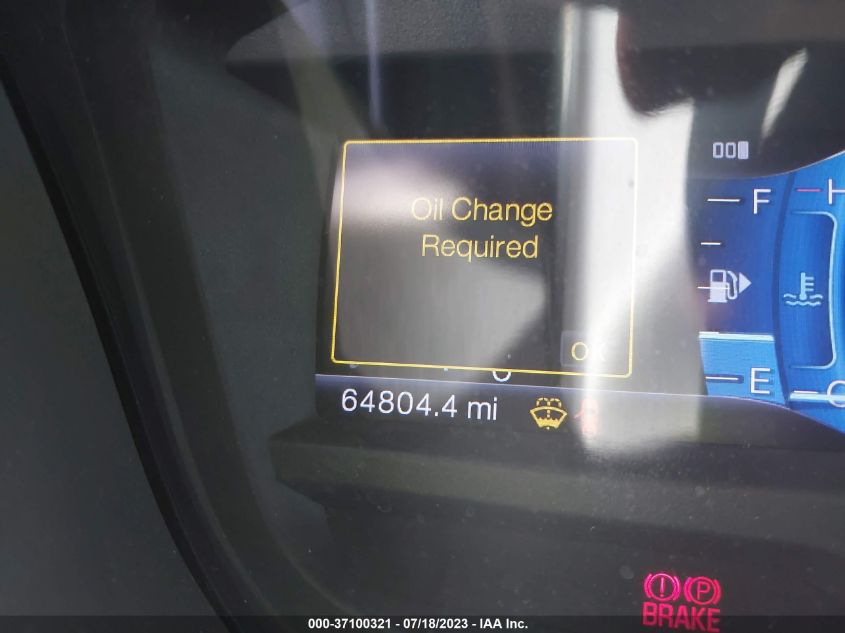 Oil Change
Required
OK
64804.4 mi
F
E
H
C
P
BRAKE
000-37100321 - 07/18/2023 - IAA Inc.